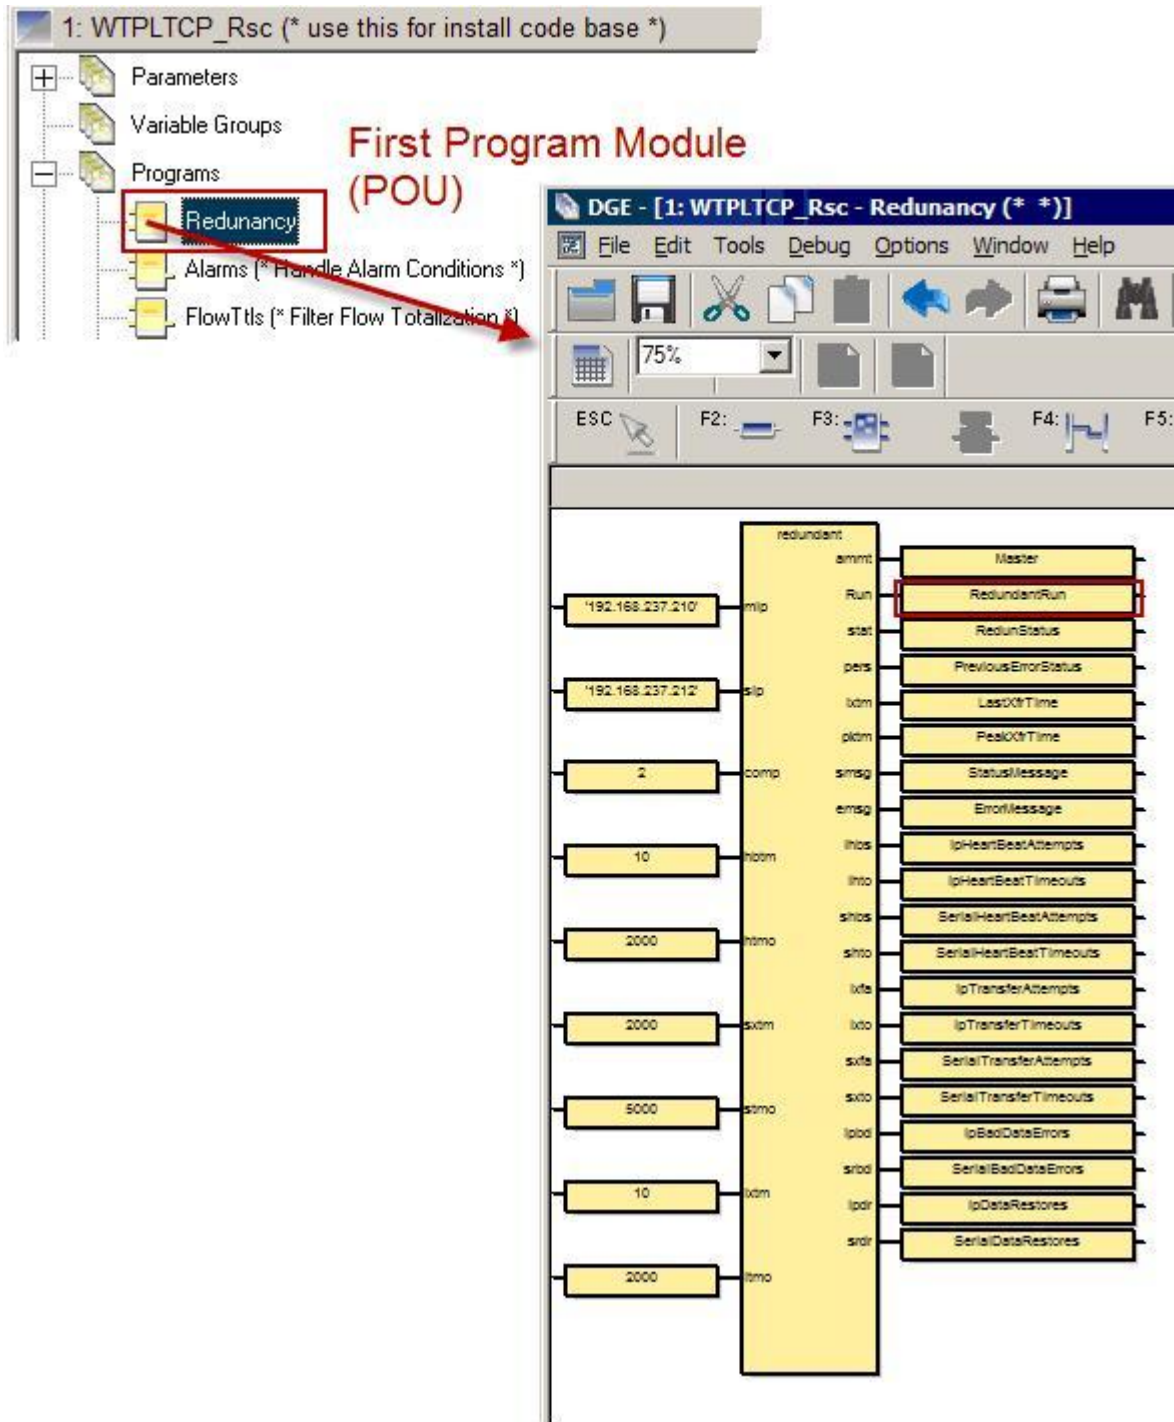 1: WTPLTCP_Rsc (* use this for install code base *)
Parameters
Variable Groups
Programs
Redunancy
Alarms (* Handle Alarm Conditions *)
FlowTtls (* Filter Flow Totalization *)
First Program Module
(POU)
DGE - [1: WTPLTCP_Rsc - Redunancy (* *)]
File Edit Tools Debug Options Window Help
75%
ESC F2: F3: F4: F5:
redundant
ammt Master
Run RedundantRun
'192.168.237.210' mip
stat RedunStatus
pers PreviousErrorStatus
'192.168.237.212' sip
lxtm LastXfrTime
pktm PeakXfrTime
2 comp smsg StatusMessage
emsg ErrorMessage
ihbs IpHeartBeatAttempts
10 hbtm
ihto IpHeartBeatTimeouts
shbs SerialHeartBeatAttempts
2000 htmo
shto SerialHeartBeatTimeouts
ixfa IpTransferAttempts
2000 sxtm ixto IpTransferTimeouts
sxfa SerialTransferAttempts
sxto SerialTransferTimeouts
5000 stmo
ipbd IpBadDataErrors
srbd SerialBadDataErrors
10 ixtm
ipdr IpDataRestores
srdr SerialDataRestores
2000 itmo